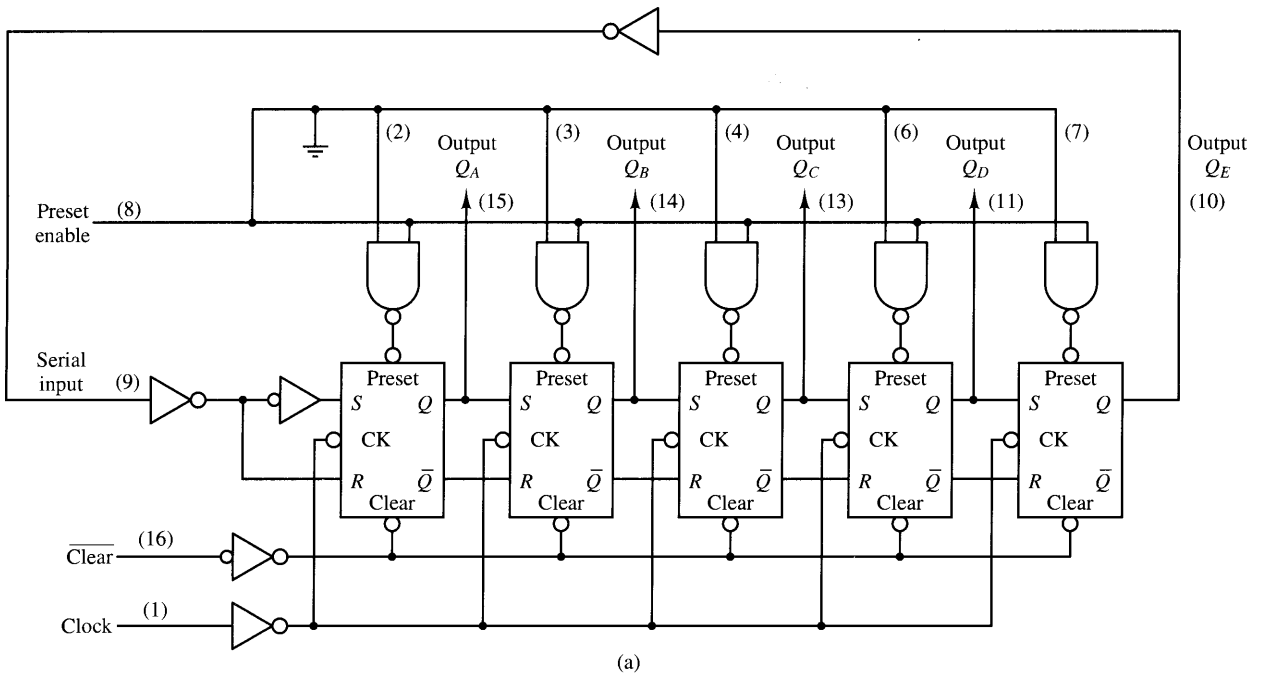 (2)
(3)
(4)
(6)
(7)
Output
Q_A
(15)
Output
Q_B
(14)
Output
Q_C
(13)
Output
Q_D
(11)
Output
Q_E
(10)
Preset
enable
(8)
Serial
input
(9)
Preset
S Q
CK
R Q̅
Clear
Preset
S Q
CK
R Q̅
Clear
Preset
S Q
CK
R Q̅
Clear
Preset
S Q
CK
R Q̅
Clear
Preset
S Q
CK
R Q̅
Clear
C̅l̅e̅a̅r̅ (16)
Clock (1)
(a)